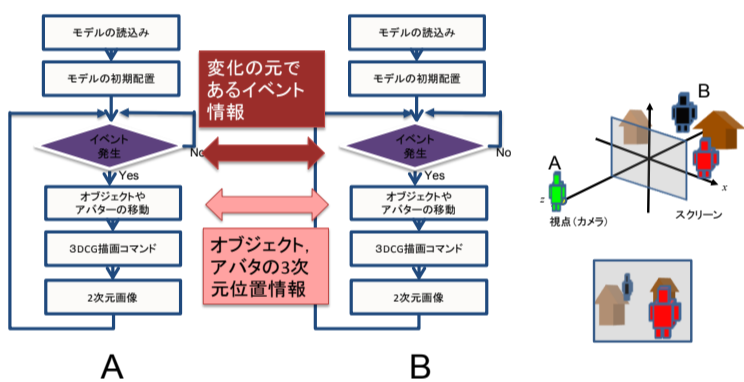 モデルの読込み
モデルの初期配置
イベント
発生
No
Yes
オブジェクトや
アバターの移動
3DCG描画コマンド
2次元画像
A
変化の元で
あるイベント
情報
オブジェクト,
アバタの3次
元位置情報
モデルの読込み
モデルの初期配置
イベント
発生
No
Yes
オブジェクトや
アバターの移動
3DCG描画コマンド
2次元画像
B
B
A
x
z
視点(カメラ)
スクリーン